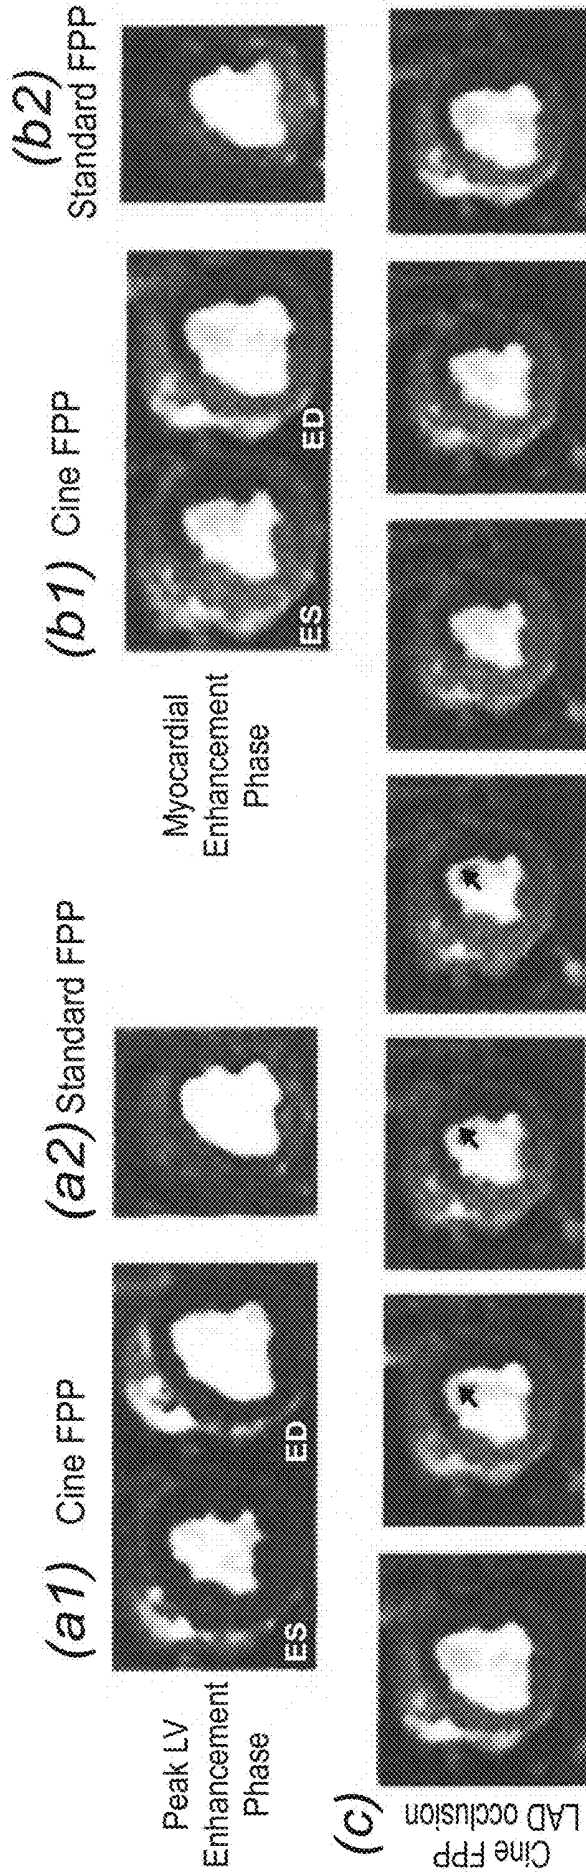 (a1) Cine FPP
(a2) Standard FPP
(b1) Cine FPP
(b2)
Standard FPP
Peak LV
Enhancement
Phase
ES
ED
Myocardial
Enhancement
Phase
ES
ED
(c)
Cine FPP
LAD occlusion